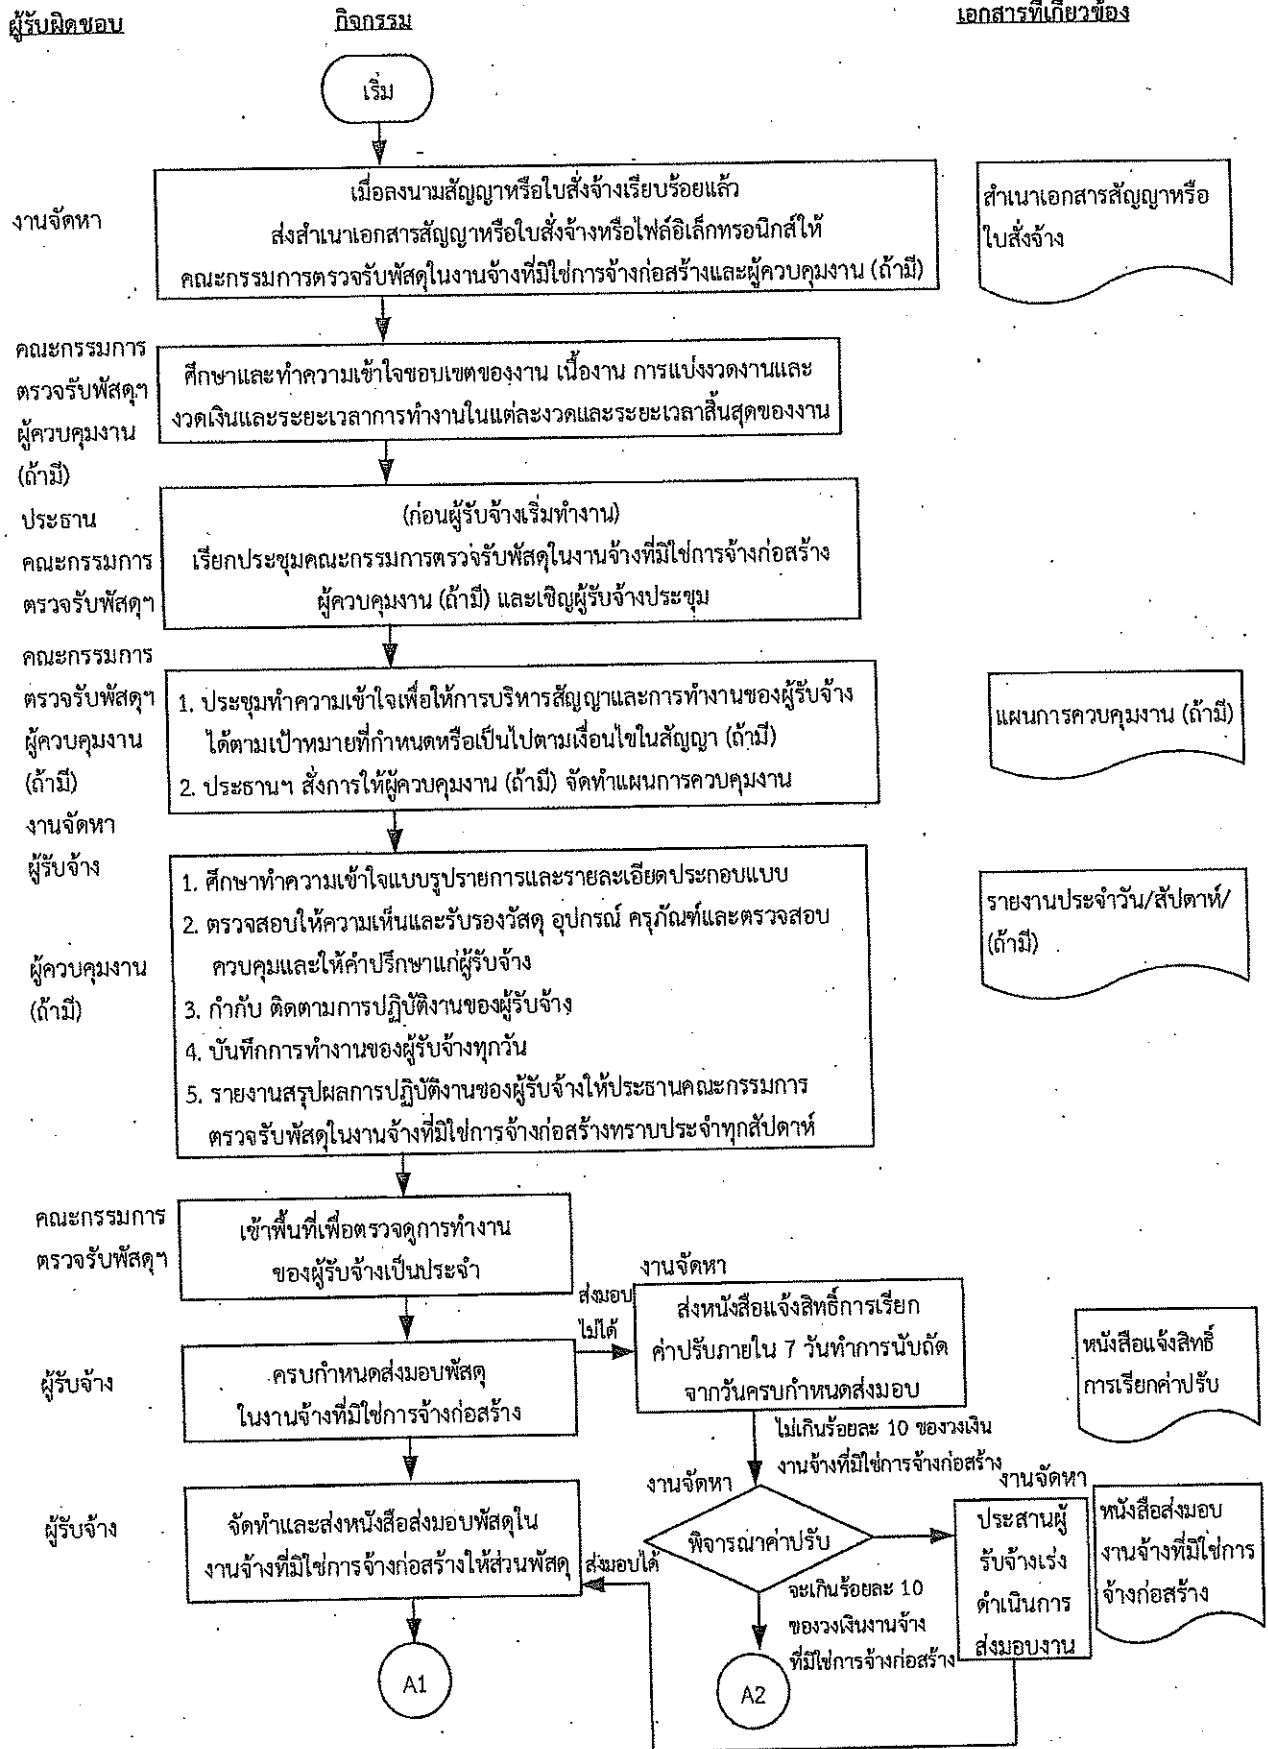 ผู้รับผิดชอบ
กิจกรรม
เอกสารที่เกี่ยวข้อง
เริ่ม
งานจัดหา
เมื่อลงนามสัญญาหรือใบสั่งจ้างเรียบร้อยแล้ว
ส่งสำเนาเอกสารสัญญาหรือใบสั่งจ้างหรือไฟล์อิเล็กทรอนิกส์ให้
คณะกรรมการตรวจรับพัสดุในงานจ้างที่มิใช่การจ้างก่อสร้างและผู้ควบคุมงาน (ถ้ามี)
สำเนาเอกสารสัญญาหรือ
ใบสั่งจ้าง
คณะกรรมการ
ตรวจรับพัสดุฯ
ผู้ควบคุมงาน
(ถ้ามี)
ศึกษาและทำความเข้าใจขอบเขตของงาน เนื้องาน การแบ่งงวดงานและ
งวดเงินและระยะเวลาการทำงานในแต่ละงวดและระยะเวลาสิ้นสุดของงาน
ประธาน
คณะกรรมการ
ตรวจรับพัสดุฯ
(ก่อนผู้รับจ้างเริ่มทำงาน)
เรียกประชุมคณะกรรมการตรวจรับพัสดุในงานจ้างที่มิใช่การจ้างก่อสร้าง
ผู้ควบคุมงาน (ถ้ามี) และเชิญผู้รับจ้างประชุม
คณะกรรมการ
ตรวจรับพัสดุฯ
ผู้ควบคุมงาน
(ถ้ามี)
งานจัดหา
ผู้รับจ้าง
1. ประชุมทำความเข้าใจเพื่อให้การบริหารสัญญาและการทำงานของผู้รับจ้าง
ได้ตามเป้าหมายที่กำหนดหรือเป็นไปตามเงื่อนไขในสัญญา (ถ้ามี)
2. ประธานฯ สั่งการให้ผู้ควบคุมงาน (ถ้ามี) จัดทำแผนการควบคุมงาน
แผนการควบคุมงาน (ถ้ามี)
ผู้ควบคุมงาน
(ถ้ามี)
1. ศึกษาทำความเข้าใจแบบรูปรายการและรายละเอียดประกอบแบบ
2. ตรวจสอบให้ความเห็นและรับรองวัสดุ อุปกรณ์ ครุภัณฑ์และตรวจสอบ
ควบคุมและให้คำปรึกษาแก่ผู้รับจ้าง
3. กำกับ ติดตามการปฏิบัติงานของผู้รับจ้าง
4. บันทึกการทำงานของผู้รับจ้างทุกวัน
5. รายงานสรุปผลการปฏิบัติงานของผู้รับจ้างให้ประธานคณะกรรมการ
ตรวจรับพัสดุในงานจ้างที่มิใช่การจ้างก่อสร้างทราบประจำทุกสัปดาห์
รายงานประจำวัน/สัปดาห์/
(ถ้ามี)
คณะกรรมการ
ตรวจรับพัสดุฯ
เข้าพื้นที่เพื่อตรวจดูการทำงาน
ของผู้รับจ้างเป็นประจำ
ส่งมอบ
ไม่ได้
งานจัดหา
ส่งหนังสือแจ้งสิทธิ์การเรียก
ค่าปรับภายใน 7 วันทำการนับถัด
จากวันครบกำหนดส่งมอบ
หนังสือแจ้งสิทธิ์
การเรียกค่าปรับ
ผู้รับจ้าง
ครบกำหนดส่งมอบพัสดุ
ในงานจ้างที่มิใช่การจ้างก่อสร้าง
ไม่เกินร้อยละ 10 ของวงเงิน
งานจ้างที่มิใช่การจ้างก่อสร้าง
งานจัดหา
งานจัดหา
ผู้รับจ้าง
จัดทำและส่งหนังสือส่งมอบพัสดุใน
งานจ้างที่มิใช่การจ้างก่อสร้างให้ส่วนพัสดุ
ส่งมอบได้
พิจารณาค่าปรับ
จะเกินร้อยละ 10
ของวงเงินงานจ้าง
ที่มิใช่การจ้างก่อสร้าง
ประสานผู้
รับจ้างเร่ง
ดำเนินการ
ส่งมอบงาน
หนังสือส่งมอบ
งานจ้างที่มิใช่การ
จ้างก่อสร้าง
A1
A2